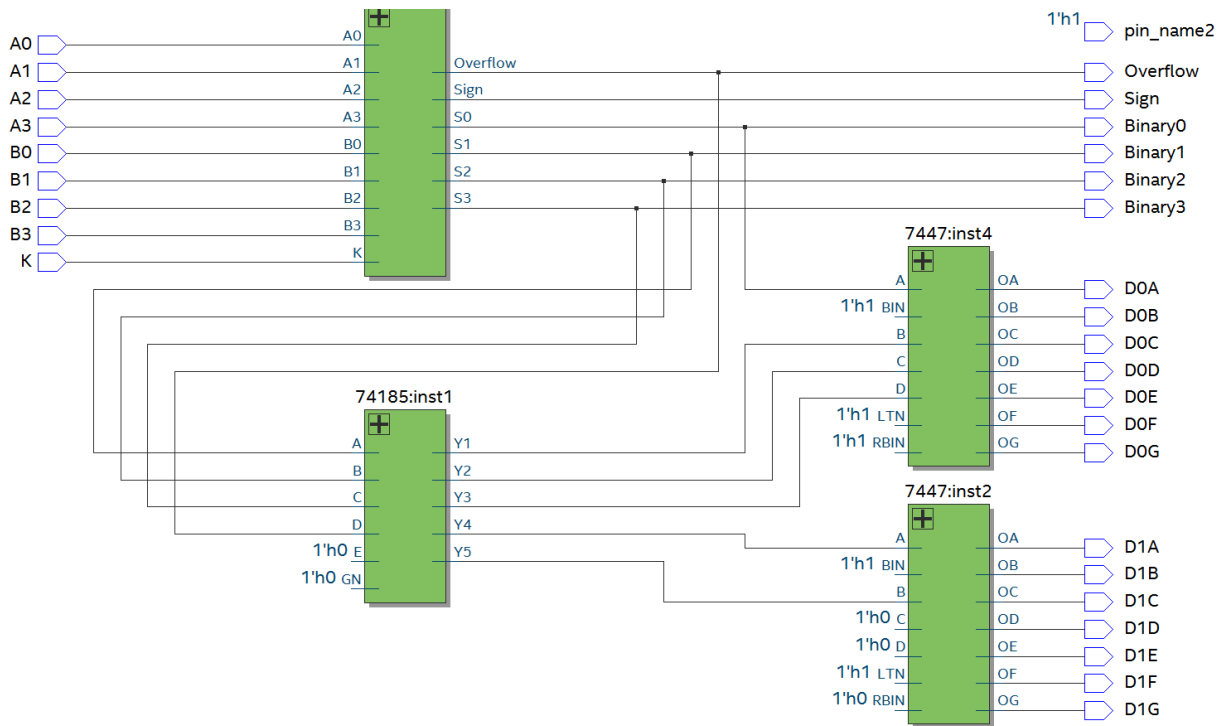 A0
A1
A2
A3
B0
B1
B2
B3
K
A0
A1
A2
A3
B0
B1
B2
B3
K
Overflow
Sign
S0
S1
S2
S3
1'h1
pin_name2
Overflow
Sign
Binary0
Binary1
Binary2
Binary3
7447:inst4
A
1'h1 BIN
B
C
D
1'h1 LTN
1'h1 RBIN
OA
OB
OC
OD
OE
OF
OG
D0A
D0B
D0C
D0D
D0E
D0F
D0G
74185:inst1
A
B
C
D
1'h0 E
1'h0 GN
Y1
Y2
Y3
Y4
Y5
7447:inst2
A
1'h1 BIN
B
1'h0 C
1'h0 D
1'h1 LTN
1'h0 RBIN
OA
OB
OC
OD
OE
OF
OG
D1A
D1B
D1C
D1D
D1E
D1F
D1G